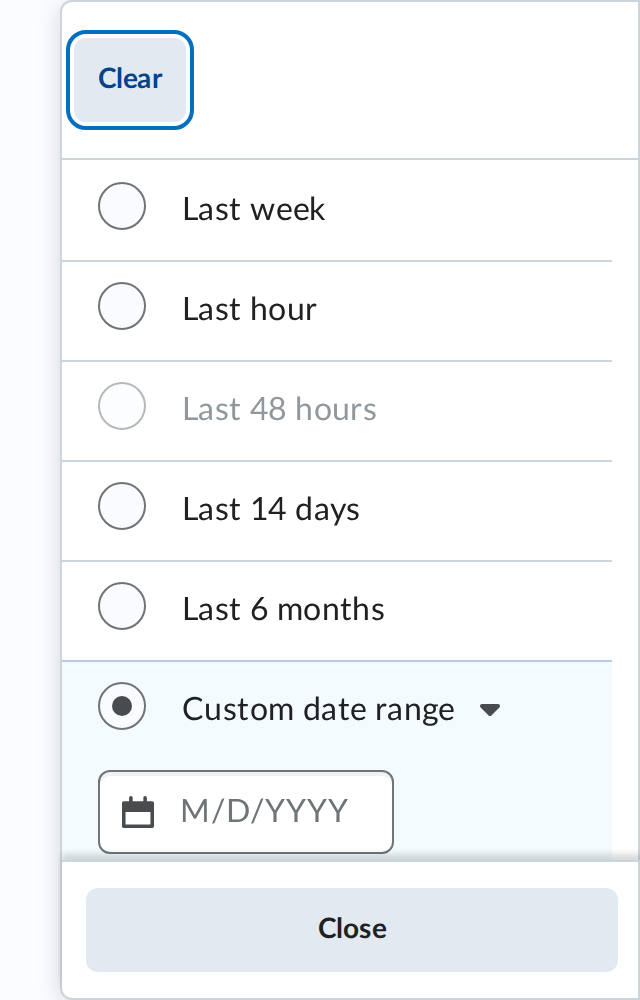 Clear
Last week
Last hour
Last 48 hours
Last 14 days
Last 6 months
Custom date range
M/D/YYYY
Close